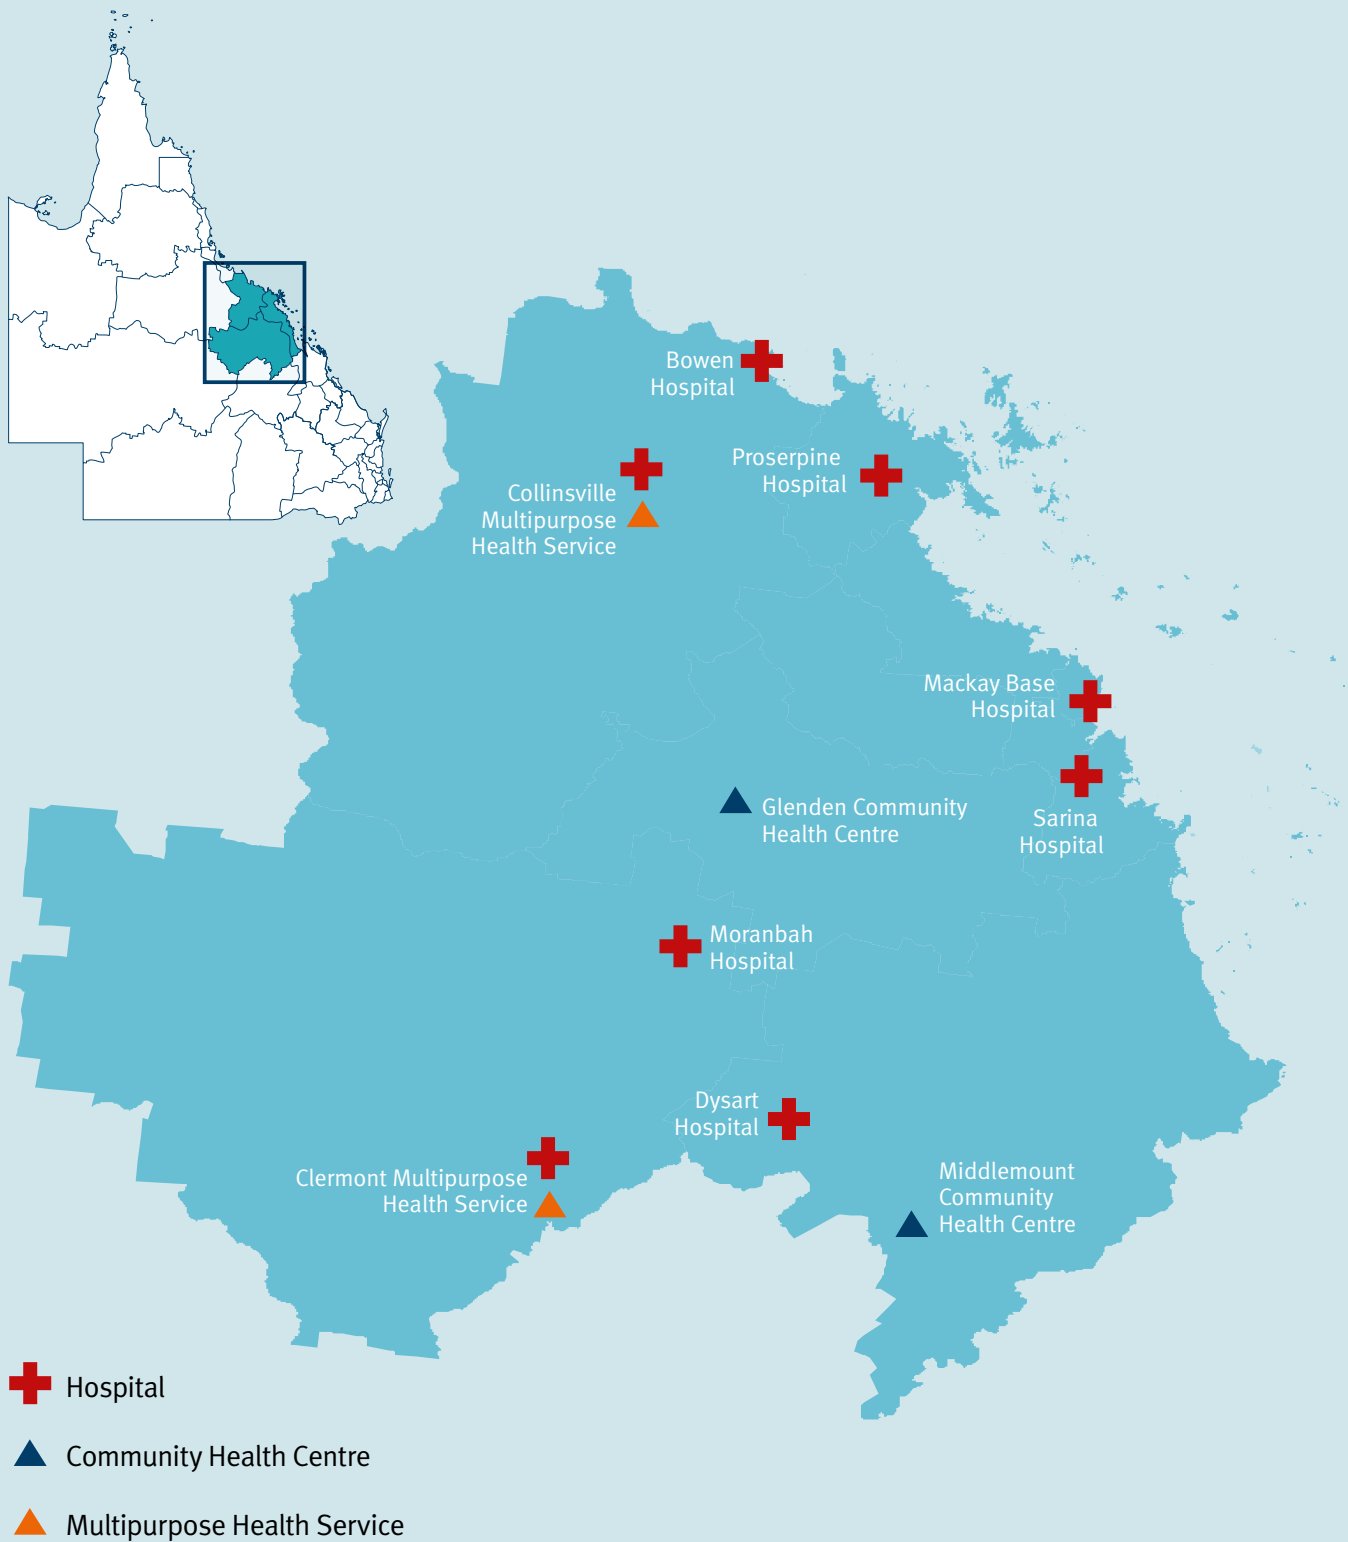 Bowen
Hospital
Proserpine
Hospital
Collinsville
Multipurpose
Health Service
Mackay Base
Hospital
Sarina
Hospital
Glenden Community
Health Centre
Moranbah
Hospital
Dysart
Hospital
Clermont Multipurpose
Health Service
Middlemount
Community
Health Centre
Hospital
Community Health Centre
Multipurpose Health Service